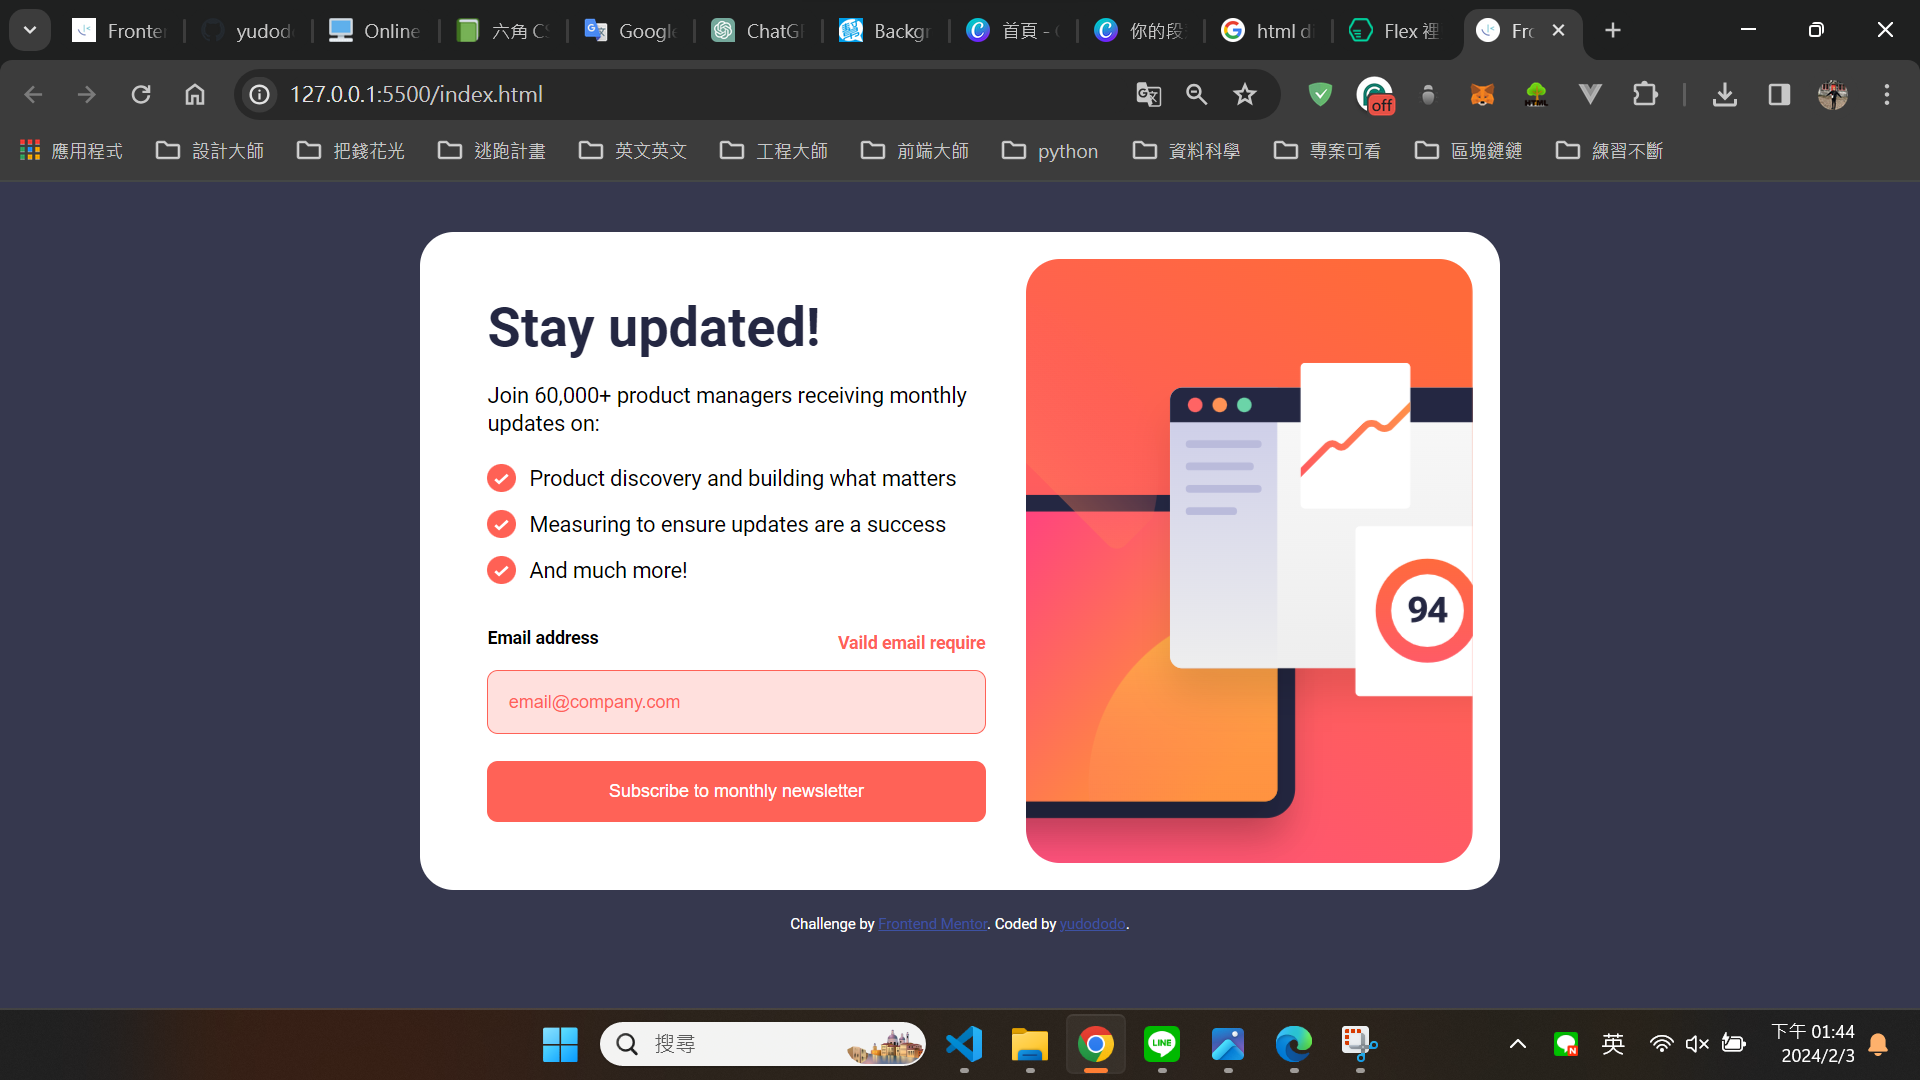 Fronte
yudod
Online
六角 CS
Google
ChatG
Backgr
首頁 -
你的段
html d
Flex 裡
Fro
127.0.0.1:5500/index.html
off
HTML
應用程式
設計大師
把錢花光
逃跑計畫
英文英文
工程大師
前端大師
python
資料科學
專案可看
區塊鏈鏈
練習不斷
Stay updated!
Join 60,000+ product managers receiving monthly
updates on:
Product discovery and building what matters
Measuring to ensure updates are a success
And much more!
Email address
Vaild email require
email@company.com
Subscribe to monthly newsletter
94
Challenge by Frontend Mentor. Coded by yudododo.
搜尋
LINE
N
英
下午 01:44
2024/2/3